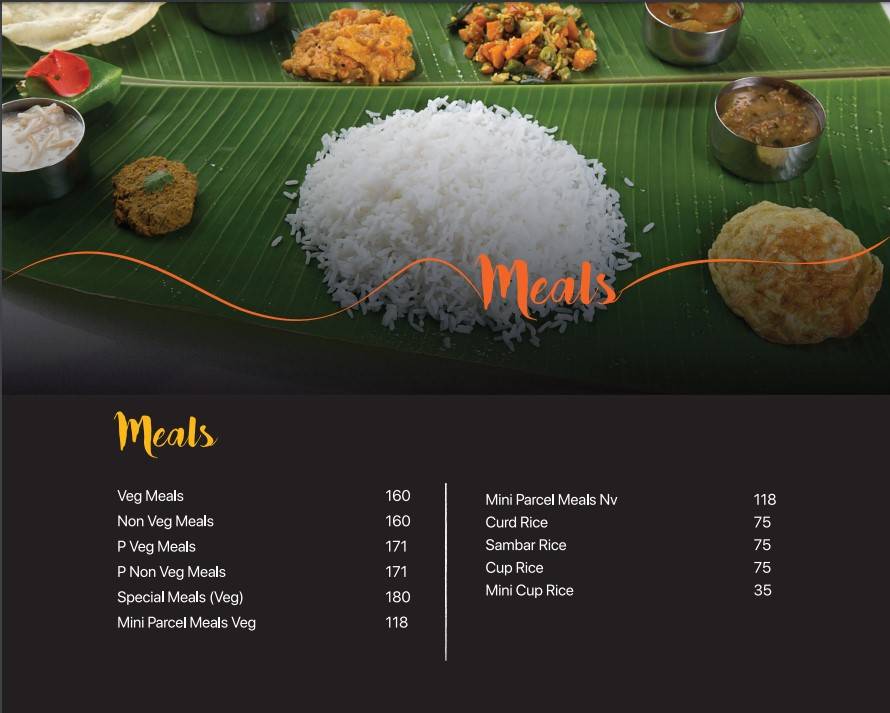 Meals
Meals
Veg Meals 160
Non Veg Meals 160
P Veg Meals 171
P Non Veg Meals 171
Special Meals (Veg) 180
Mini Parcel Meals Veg 118
Mini Parcel Meals Nv 118
Curd Rice 75
Sambar Rice 75
Cup Rice 75
Mini Cup Rice 35